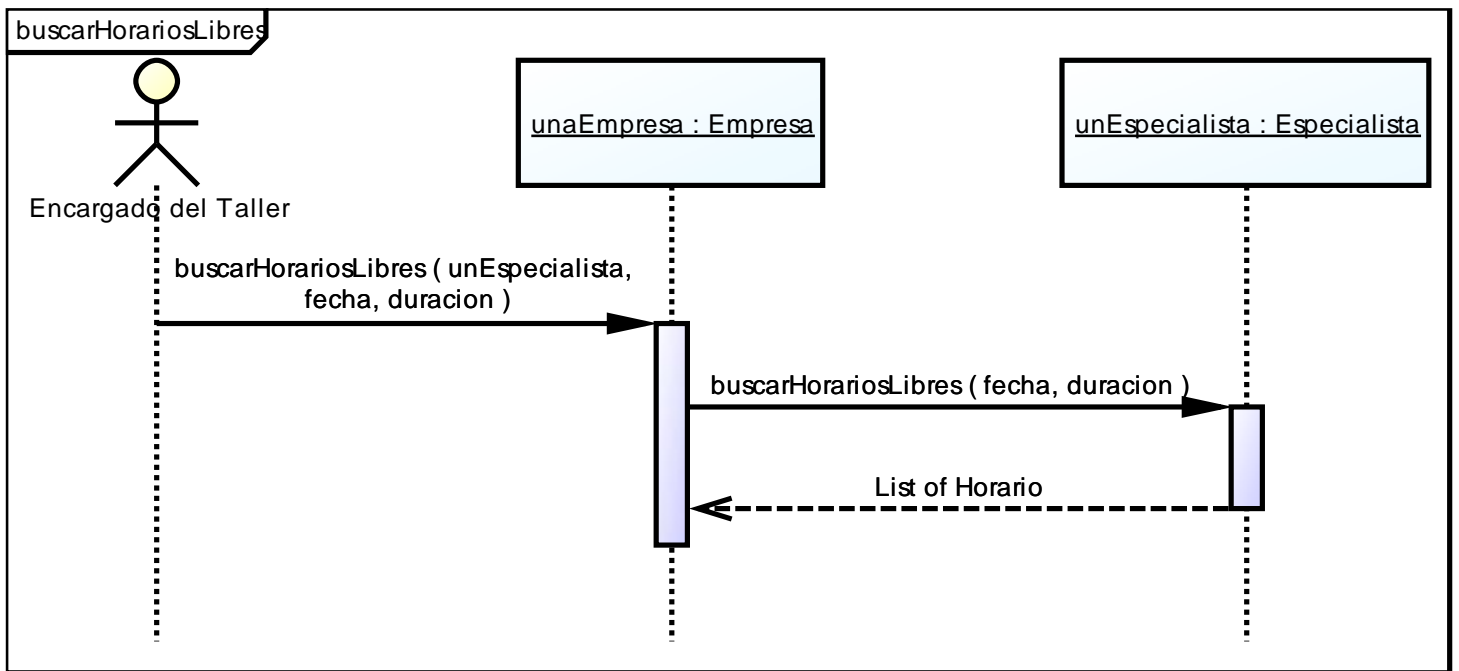 buscarHorariosLibres
unaEmpresa : Empresa
unEspecialista : Especialista
Encargado del Taller
buscarHorariosLibres ( unEspecialista,
fecha, duracion )
buscarHorariosLibres ( fecha, duracion )
List of Horario